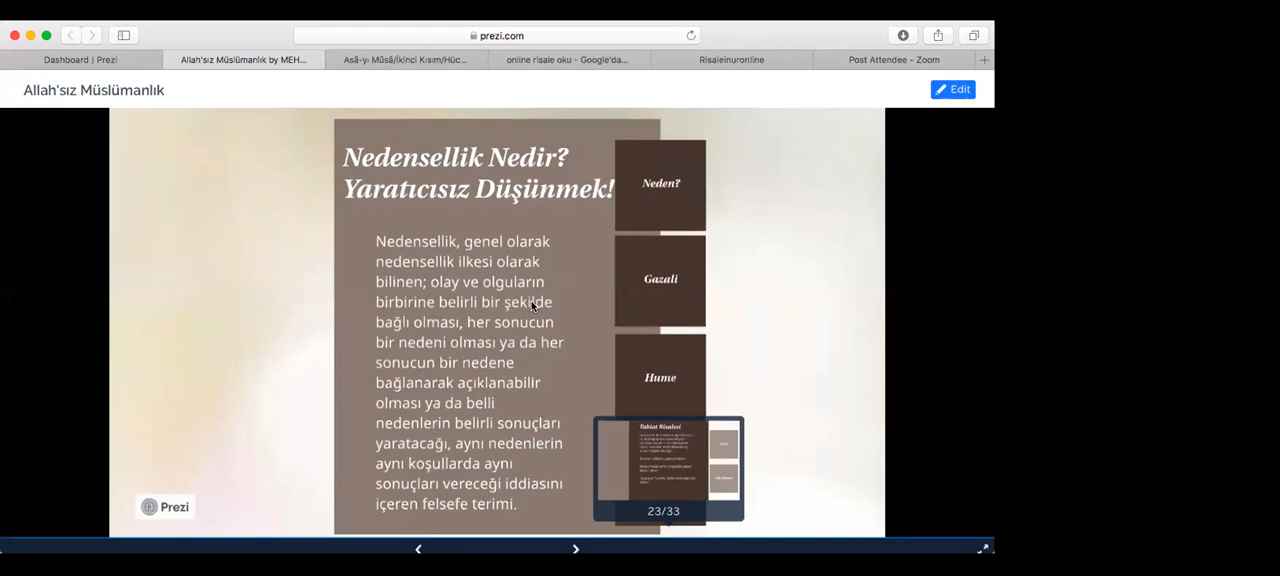 prezi.com
Dashboard | Prezi
Allah'sız Müslümanlık by MEH...
Asâ-yı Mûsâ/İkinci Kısım/Hüc...
online risale oku - Google'da...
Risaleinuronline
Post Attendee - Zoom
Allah'sız Müslümanlık
Edit
Nedensellik Nedir?
Yaratıcısız Düşünmek!
Nedensellik, genel olarak
nedensellik ilkesi olarak
bilinen; olay ve olguların
birbirine belirli bir şekilde
bağlı olması, her sonucun
bir nedeni olması ya da her
sonucun bir nedene
bağlanarak açıklanabilir
olması ya da belli
nedenlerin belirli sonuçları
yaratacağı, aynı nedenlerin
aynı koşullarda aynı
sonuçları vereceği iddiasını
içeren felsefe terimi.
Neden?
Gazali
Hume
Tabiat Risalesi
23/33
Prezi